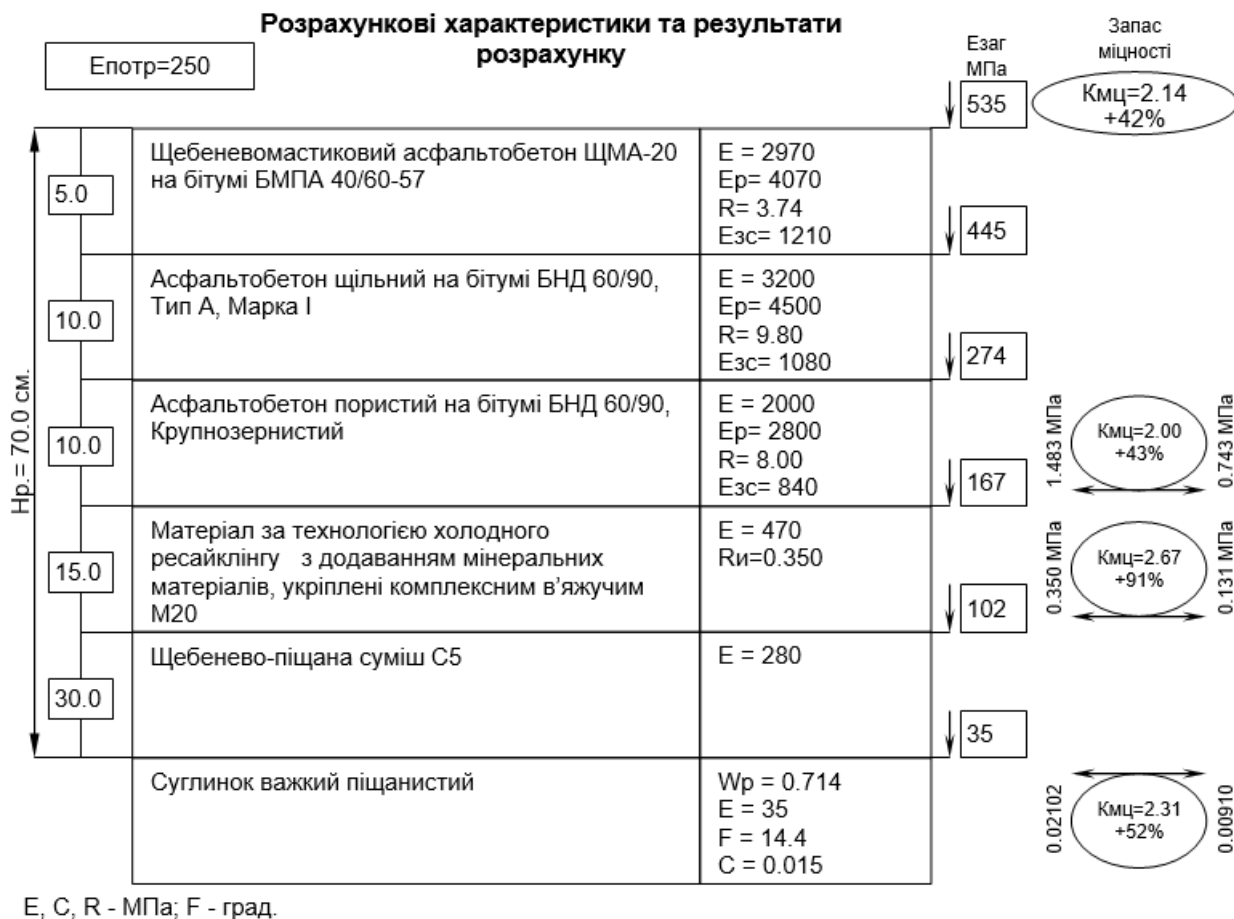 Розрахункові характеристики та результати
розрахунку
Епотр=250
Езаг
МПа
Запас
міцності
535
Кмц=2.14
+42%
Нр.= 70.0 см.
5.0
Щебеневомастиковий асфальтобетон ЩМА-20
на бітумі БМПА 40/60-57
Е = 2970
Ер= 4070
R= 3.74
Езс= 1210
445
10.0
Асфальтобетон щільний на бітумі БНД 60/90,
Тип А, Марка І
Е = 3200
Ер= 4500
R= 9.80
Езс= 1080
274
10.0
Асфальтобетон пористий на бітумі БНД 60/90,
Крупнозернистий
Е = 2000
Ер= 2800
R= 8.00
Езс= 840
167
1.483 МПа
Кмц=2.00
+43%
0.743 МПа
15.0
Матеріал за технологією холодного
ресайклінгу з додаванням мінеральних
матеріалів, укріплені комплексним в’яжучим
М20
Е = 470
Rи=0.350
102
0.350 МПа
Кмц=2.67
+91%
0.131 МПа
30.0
Щебенево-піщана суміш С5
Е = 280
35
Суглинок важкий піщанистий
Wр = 0.714
Е = 35
F = 14.4
С = 0.015
0.02102
Кмц=2.31
+52%
0.00910
Е, С, R - МПа; F - град.